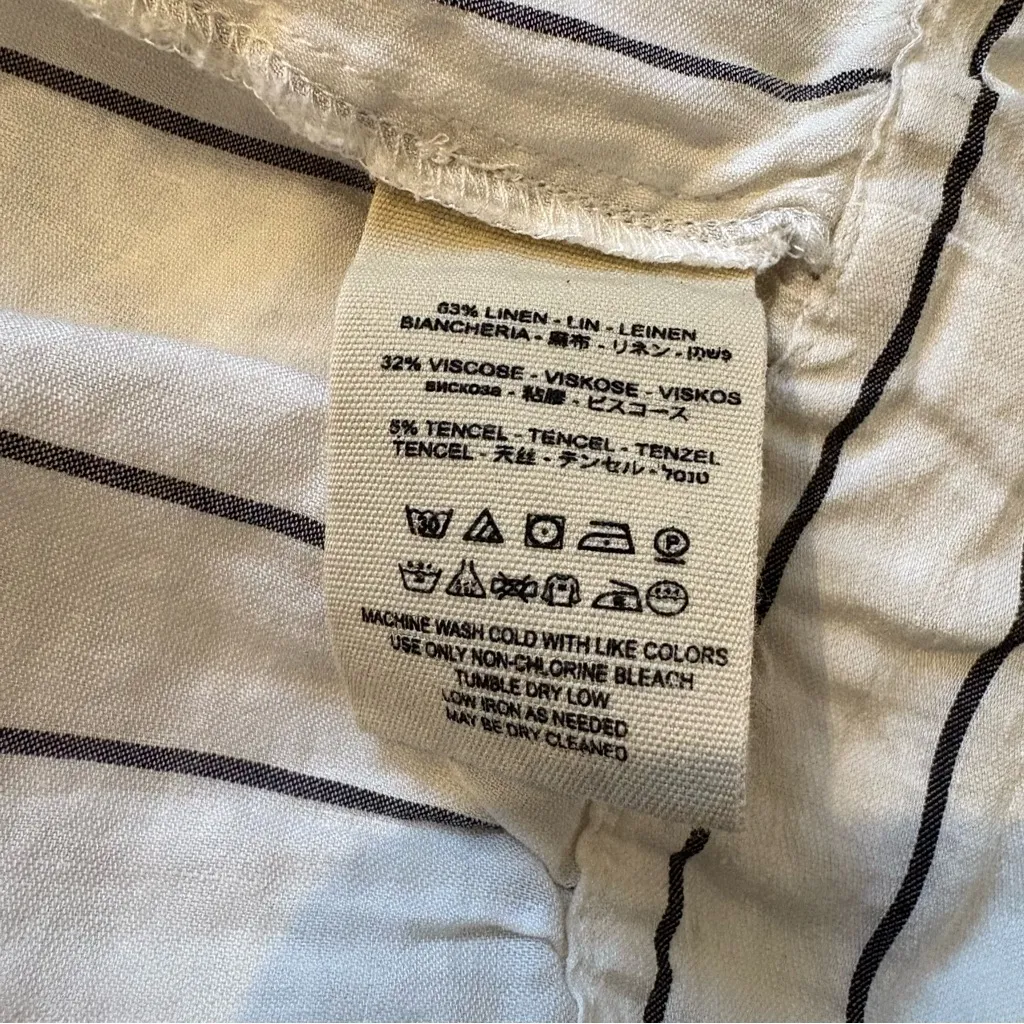 63% LINEN - LIN - LEINEN
BIANCHERIA - 麻布 - リネン - פשתן
32% VISCOSE - VISKOSE - VISKOS
вискоза - 粘膠 - ビスコース
5% TENCEL - TENCEL - TENZEL
TENCEL - 天丝 - テンセル - טנסל
30
P
MACHINE WASH COLD WITH LIKE COLORS
USE ONLY NON-CHLORINE BLEACH
TUMBLE DRY LOW
LOW IRON AS NEEDED
MAY BE DRY CLEANED